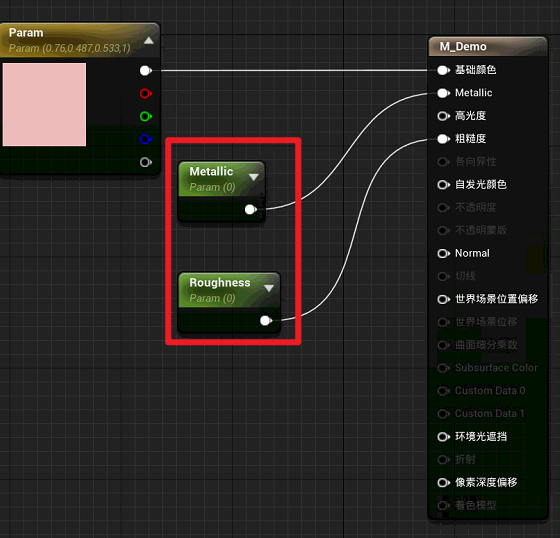 Param
Param (0.76,0.487,0.533,1)
M_Demo
基础颜色
Metallic
高光度
粗糙度
各向异性
自发光颜色
不透明度
不透明蒙版
Normal
切线
世界场景位置偏移
世界场景位移
曲面细分乘数
Subsurface Color
Custom Data 0
Custom Data 1
环境光遮挡
折射
像素深度偏移
着色模型
Metallic
Param (0)
Roughness
Param (0)